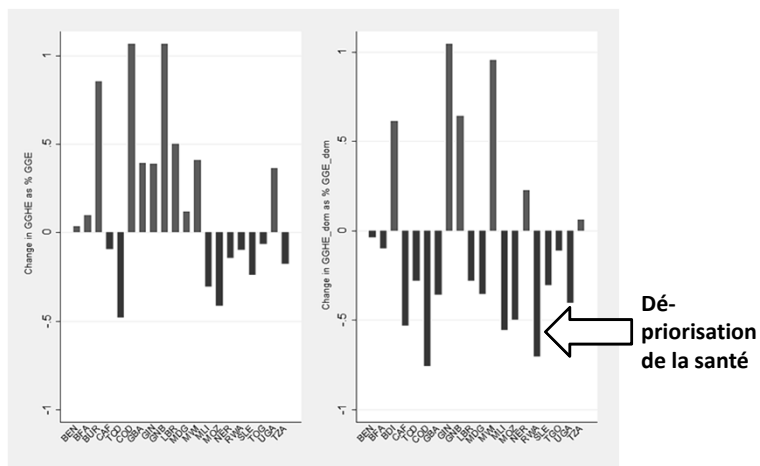 Change in GGHE as % GGE
1
.5
0
-.5
-1
BEN BFA BUR CAF TCD COD GBA GIN GNB LBR MDG MWI MLI MOZ NER RWA SLE TOG UGA TZA
Change in GGHE_dom as % GGE_dom
1
.5
0
-.5
-1
BEN BFA BDI CAF TCD COD GBA GIN GNB LBR MDG MWI MLI MOZ NER RWA SLE TGO UGA TZA
Dé-
priorisation
de la santé